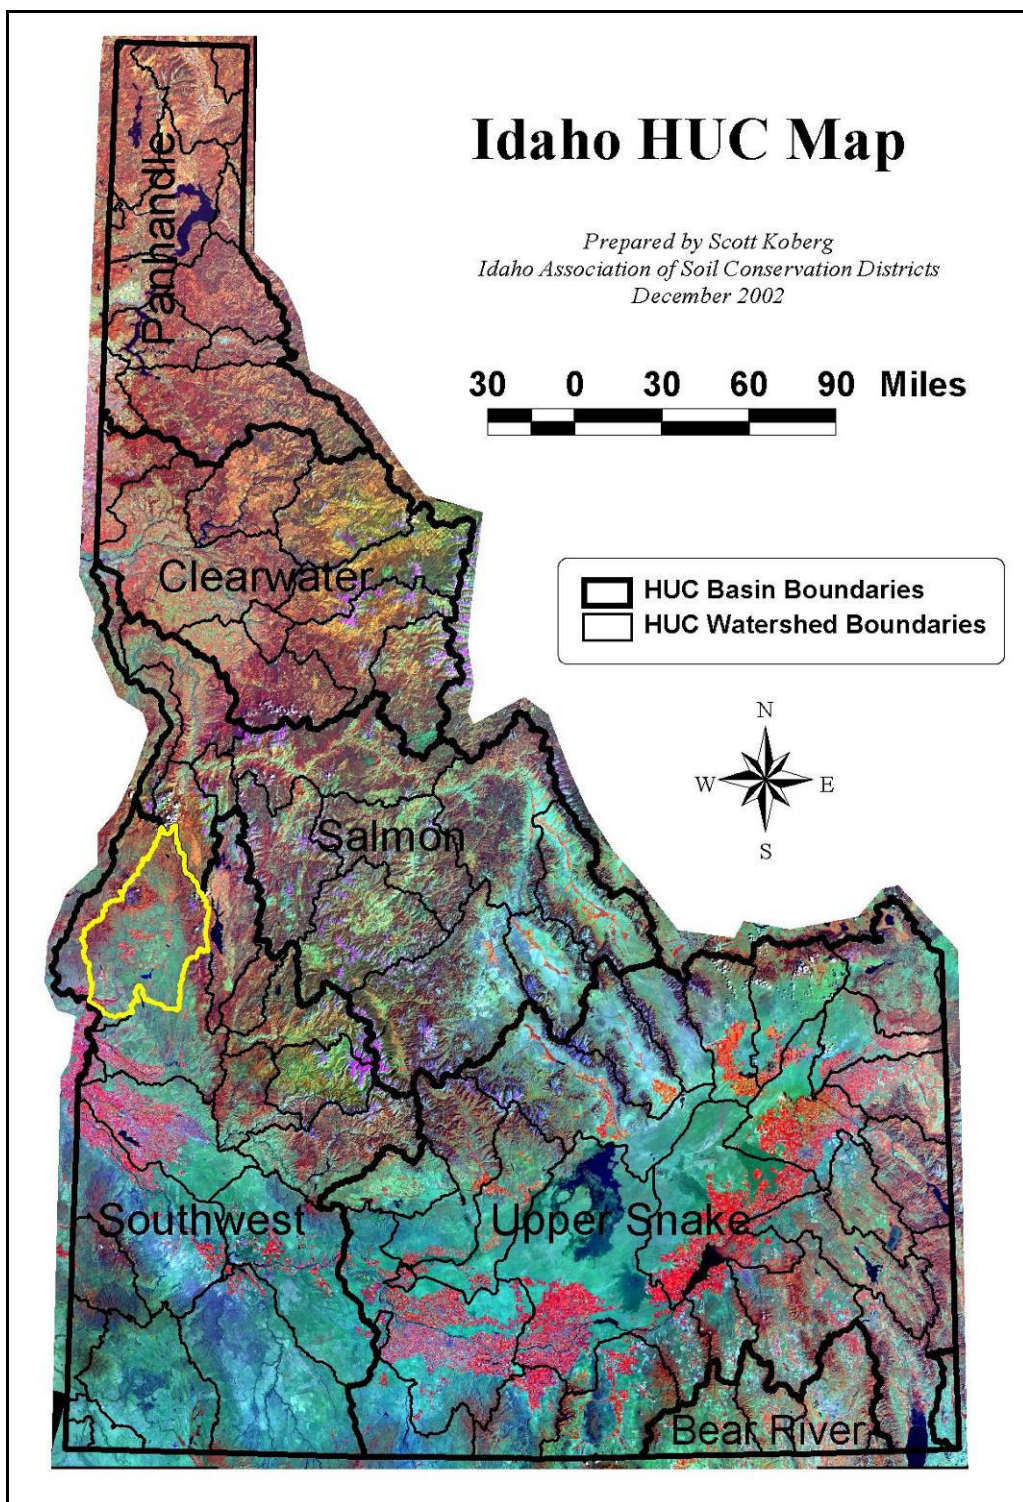 Idaho HUC Map
Prepared by Scott Koberg
Idaho Association of Soil Conservation Districts
December 2002
30 0 30 60 90 Miles
HUC Basin Boundaries
HUC Watershed Boundaries
N
W E
S
Panhandle
Clearwater
Salmon
Southwest
Upper Snake
Bear River